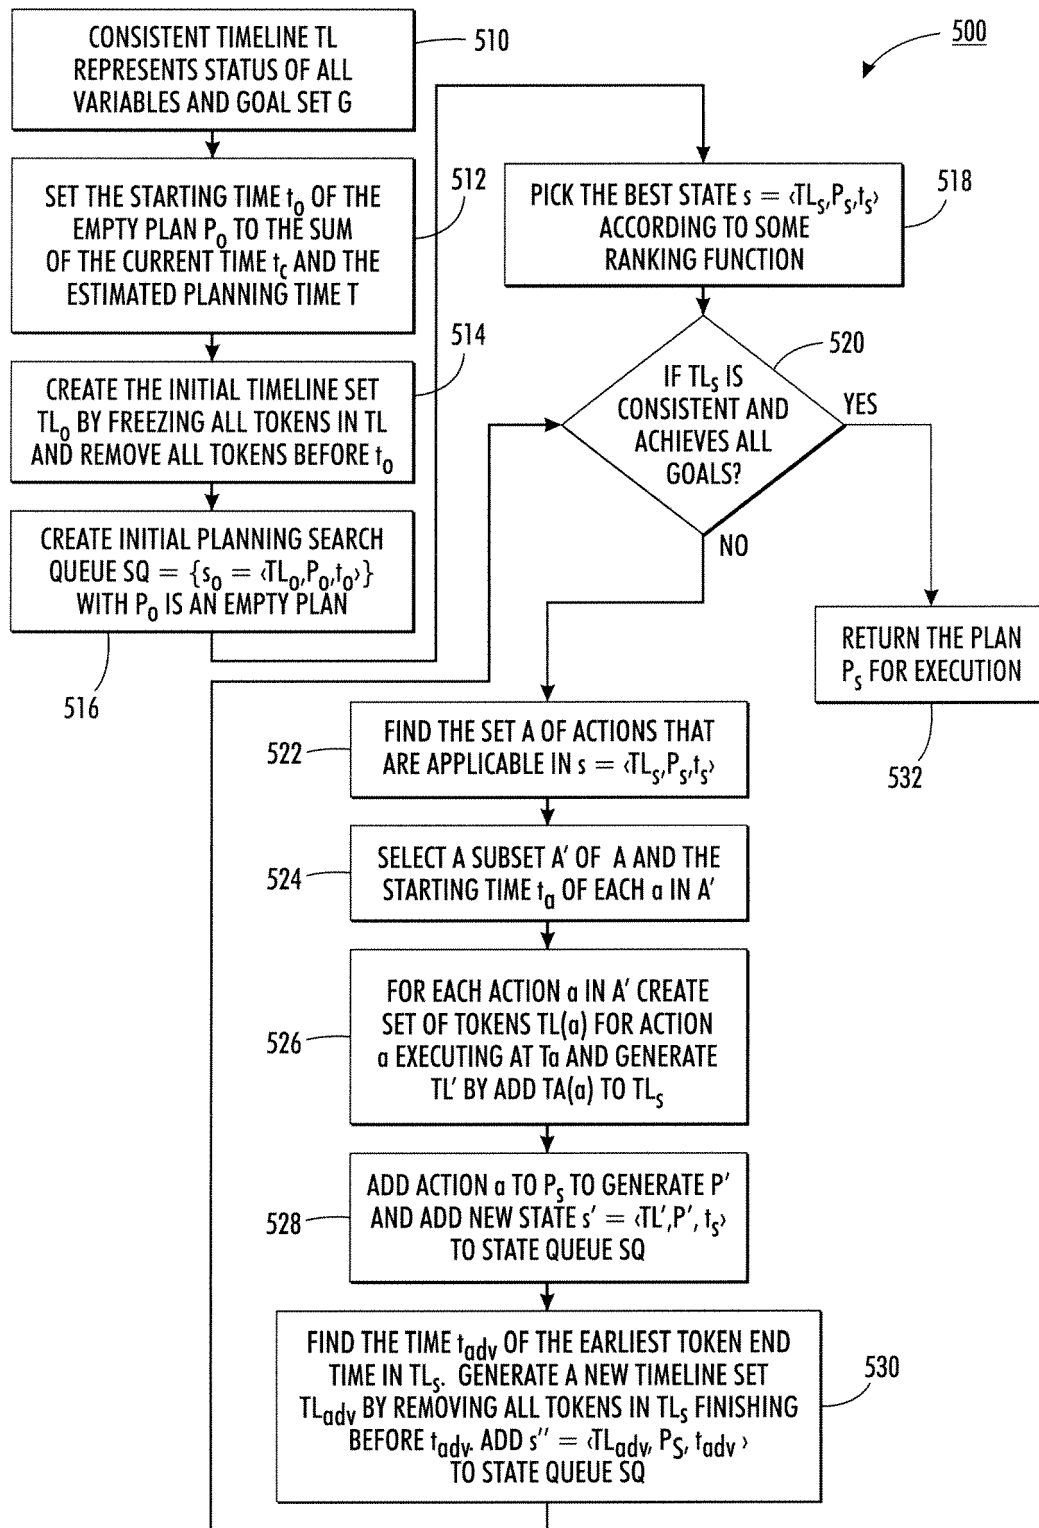 500
CONSISTENT TIMELINE TL
REPRESENTS STATUS OF ALL
VARIABLES AND GOAL SET G
510
SET THE STARTING TIME t₀ OF THE
EMPTY PLAN P₀ TO THE SUM
OF THE CURRENT TIME t_c AND THE
ESTIMATED PLANNING TIME T
512
CREATE THE INITIAL TIMELINE SET
TL₀ BY FREEZING ALL TOKENS IN TL
AND REMOVE ALL TOKENS BEFORE t₀
514
CREATE INITIAL PLANNING SEARCH
QUEUE SQ = {s₀ = ‹TL₀,P₀,t₀›}
WITH P₀ IS AN EMPTY PLAN
516
PICK THE BEST STATE s = ‹TLₛ,Pₛ,tₛ›
ACCORDING TO SOME
RANKING FUNCTION
518
IF TLₛ IS
CONSISTENT AND
ACHIEVES ALL
GOALS?
520
YES
NO
RETURN THE PLAN
Pₛ FOR EXECUTION
532
FIND THE SET A OF ACTIONS THAT
ARE APPLICABLE IN s = ‹TLₛ,Pₛ,tₛ›
522
SELECT A SUBSET A' OF A AND THE
STARTING TIME tₐ OF EACH a IN A'
524
FOR EACH ACTION a IN A' CREATE
SET OF TOKENS TL(a) FOR ACTION
a EXECUTING AT Ta AND GENERATE
TL' BY ADD TA(a) TO TLₛ
526
ADD ACTION a TO Pₛ TO GENERATE P'
AND ADD NEW STATE s' = ‹TL',P', tₛ›
TO STATE QUEUE SQ
528
FIND THE TIME t_adv OF THE EARLIEST TOKEN END
TIME IN TLₛ. GENERATE A NEW TIMELINE SET
TL_adv BY REMOVING ALL TOKENS IN TLₛ FINISHING
BEFORE t_adv. ADD s'' = ‹TL_adv, P_S, t_adv ›
TO STATE QUEUE SQ
530